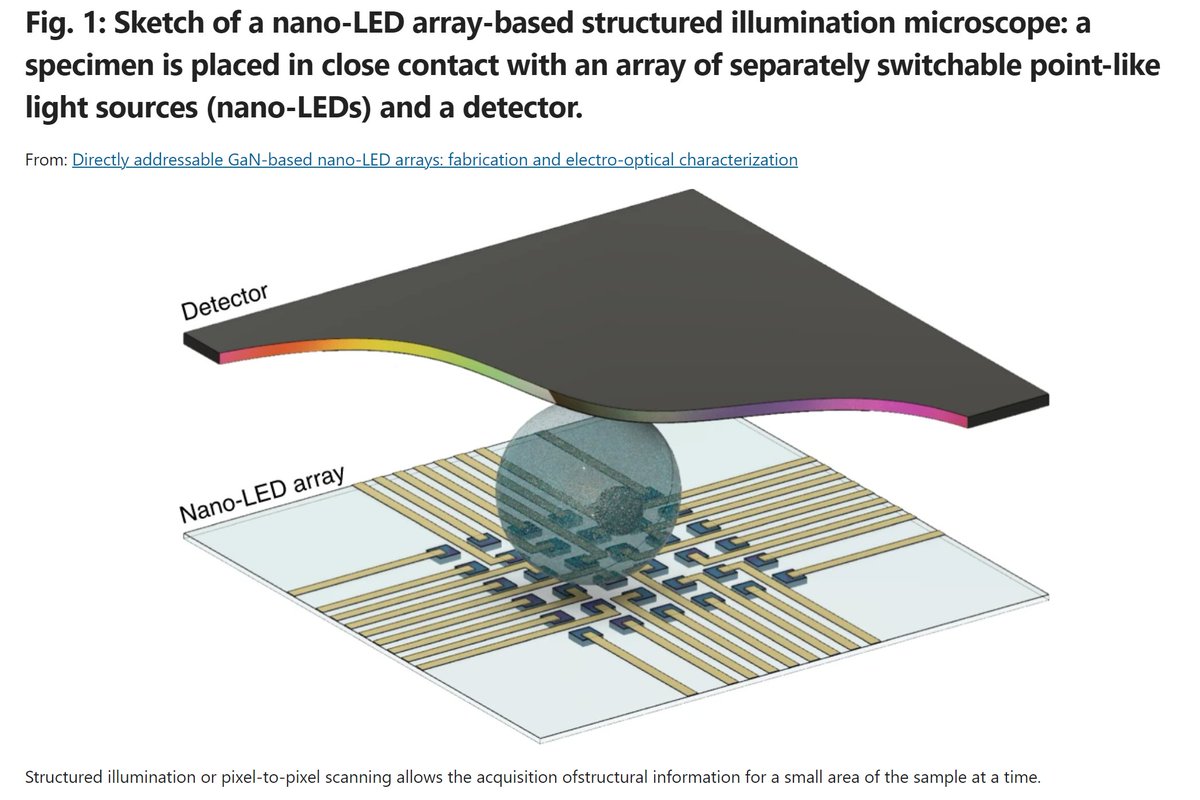 Fig. 1: Sketch of a nano-LED array-based structured illumination microscope: a
specimen is placed in close contact with an array of separately switchable point-like
light sources (nano-LEDs) and a detector.
From: Directly addressable GaN-based nano-LED arrays: fabrication and electro-optical characterization
Detector
Nano-LED array
Structured illumination or pixel-to-pixel scanning allows the acquisition ofstructural information for a small area of the sample at a time.